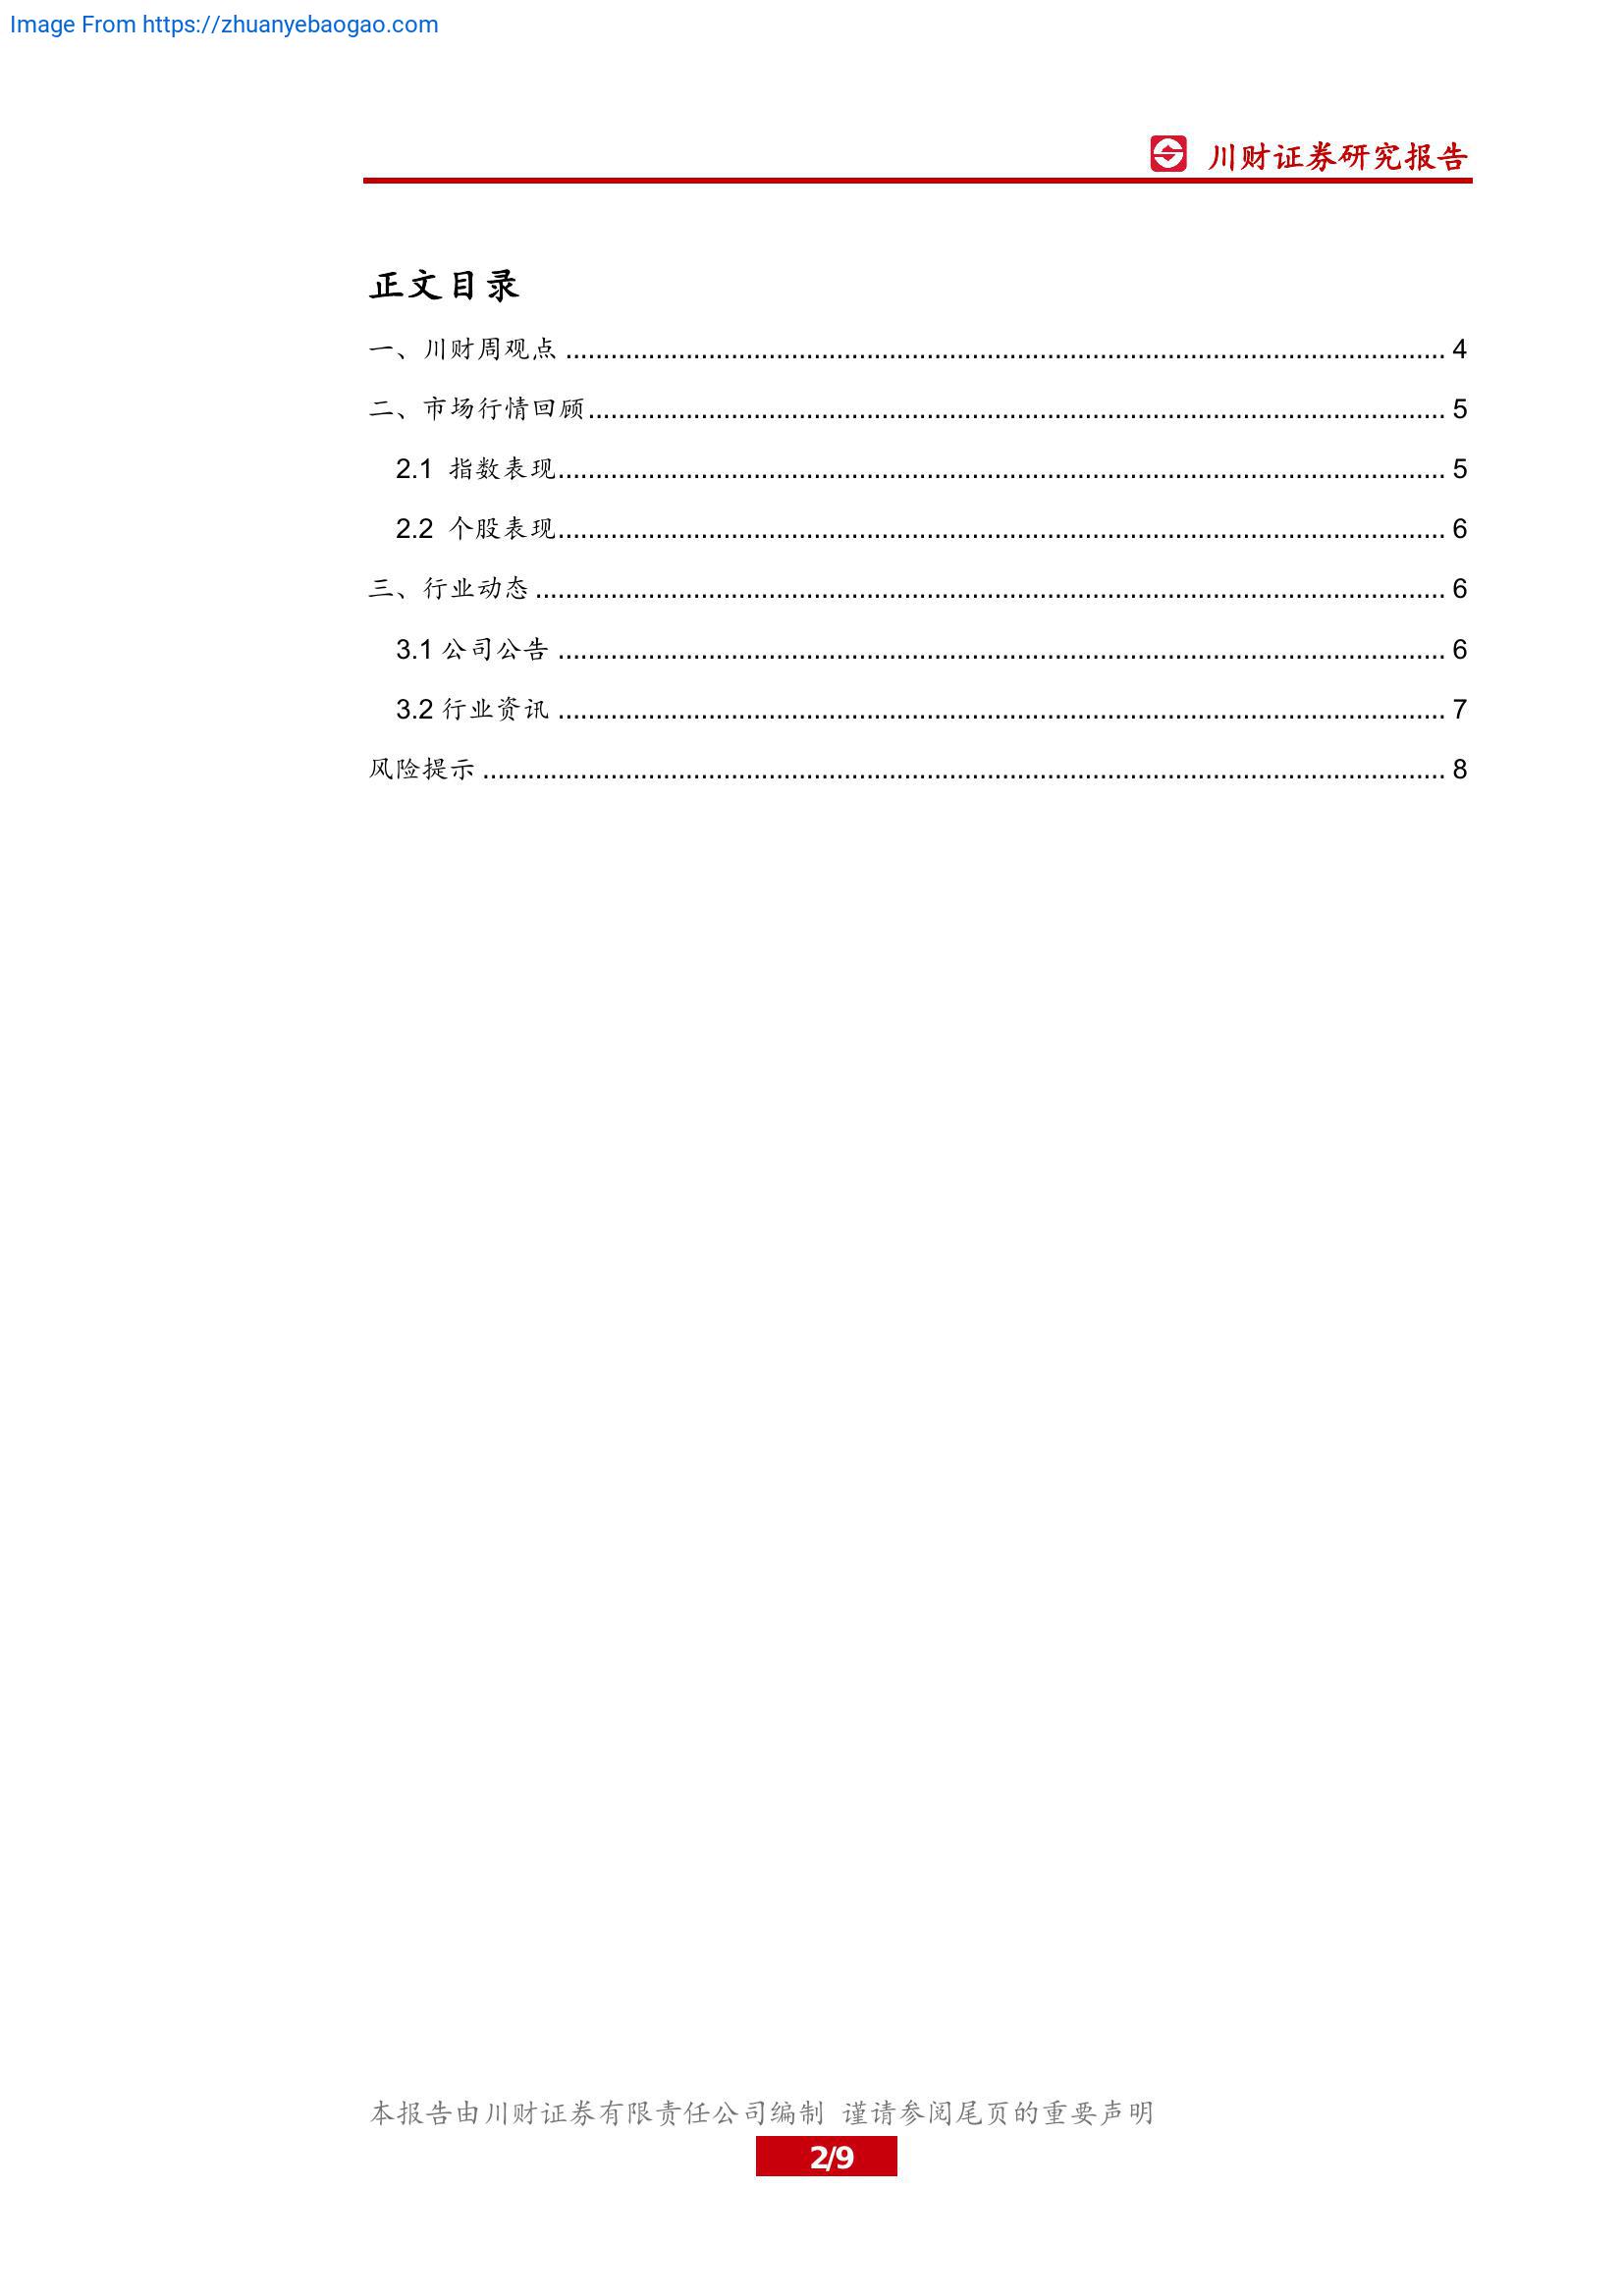 Image From https://zhuanyebaogao.com
川财证券研究报告
正文目录
一、川财周观点 ........................ 4
二、市场行情回顾 ........................ 5
2.1 指数表现 ........................ 5
2.2 个股表现 ........................ 6
三、行业动态 ........................ 6
3.1 公司公告 ........................ 6
3.2 行业资讯 ........................ 7
风险提示 ........................ 8
本报告由川财证券有限责任公司编制 谨请参阅尾页的重要声明
2/9